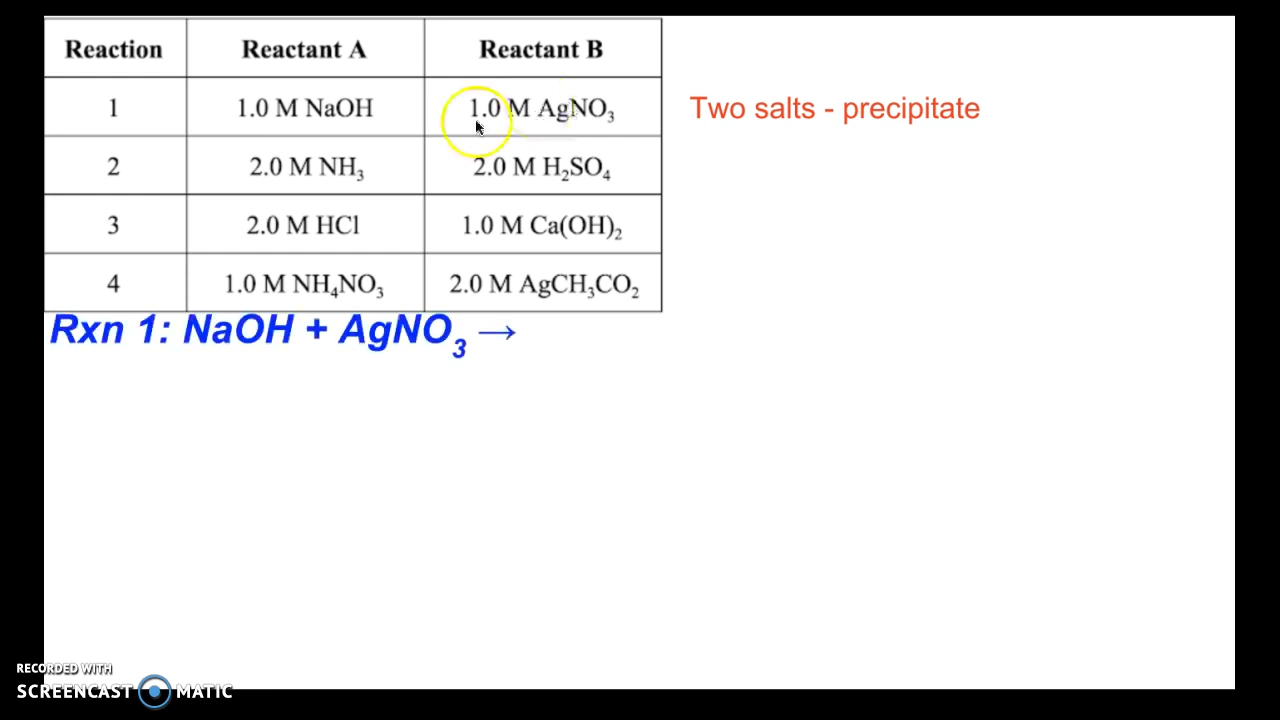 Reaction Reactant A Reactant B
1 1.0 M NaOH 1.0 M AgNO₃ Two salts - precipitate
2 2.0 M NH₃ 2.0 M H₂SO₄
3 2.0 M HCl 1.0 M Ca(OH)₂
4 1.0 M NH₄NO₃ 2.0 M AgCH₃CO₂
Rxn 1: NaOH + AgNO₃ →
RECORDED WITH
SCREENCAST MATIC